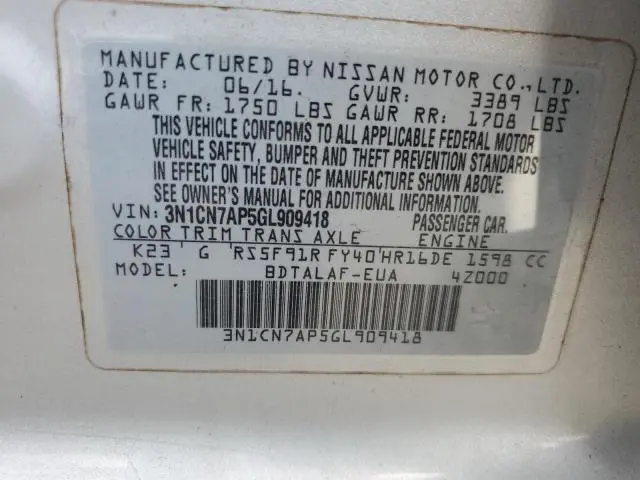 MANUFACTURED BY NISSAN MOTOR CO.,LTD.
DATE: 06/16. GVWR: 3389 LBS
GAWR FR: 1750 LBS GAWR RR: 1708 LBS
THIS VEHICLE CONFORMS TO ALL APPLICABLE FEDERAL MOTOR
VEHICLE SAFETY, BUMPER AND THEFT PREVENTION STANDARDS
IN EFFECT ON THE DATE OF MANUFACTURE SHOWN ABOVE.
SEE OWNER'S MANUAL FOR ADDITIONAL INFORMATION.
VIN: 3N1CN7AP5GL909418 PASSENGER CAR.
COLOR TRIM TRANS AXLE ENGINE
K23 G RS5F91R FY40 HR16DE 1598 CC
MODEL: BDTALAF-EUA 4Z000
3N1CN7AP5GL909418